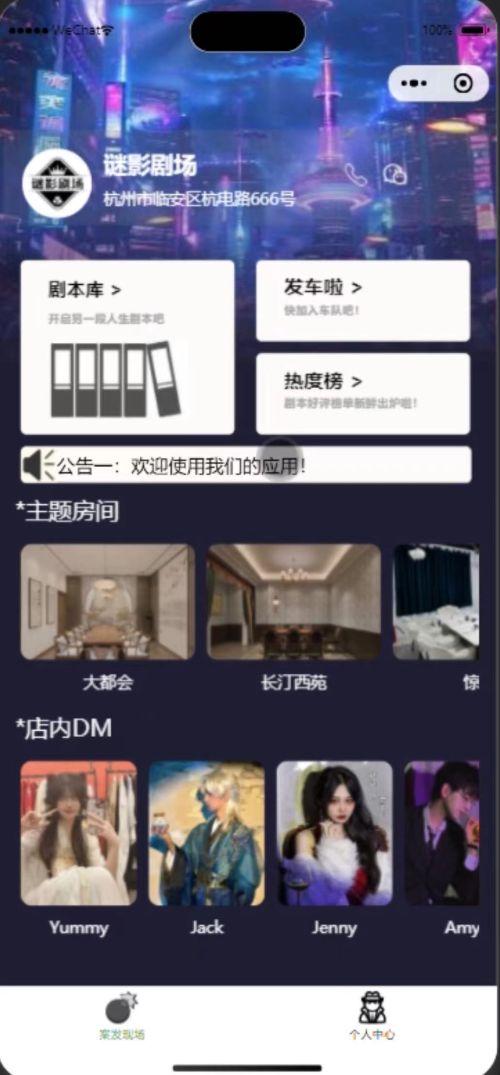 WeChat
100%
谜影剧场
谜影剧场
杭州市临安区杭电路666号
剧本库 >
开启另一段人生剧本吧
发车啦 >
快加入车队吧!
热度榜 >
剧本好评榜单新鲜出炉啦!
公告一：欢迎使用我们的应用!
*主题房间
大都会
长汀西苑
惊
*店内DM
Yummy
Jack
Jenny
Amy
案发现场
个人中心